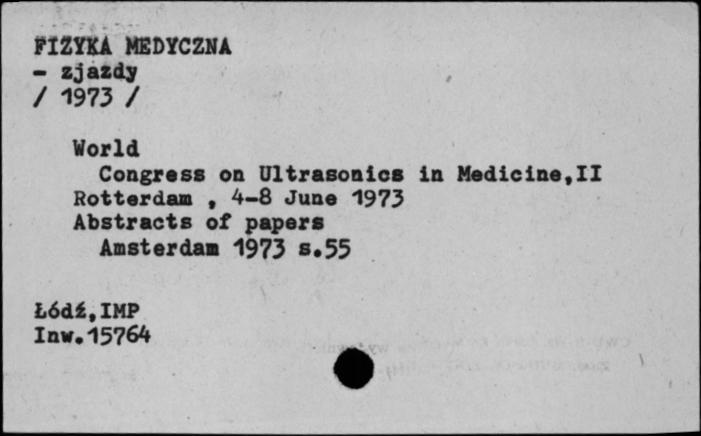 FIZYKA MEDYCZNA
- zjazdy
/ 1973 /
World
Congress on Ultrasonics in Medicine,II
Rotterdam , 4-8 June 1973
Abstracts of papers
Amsterdam 1973 s.55
Łódź,IMP
Inw.15764